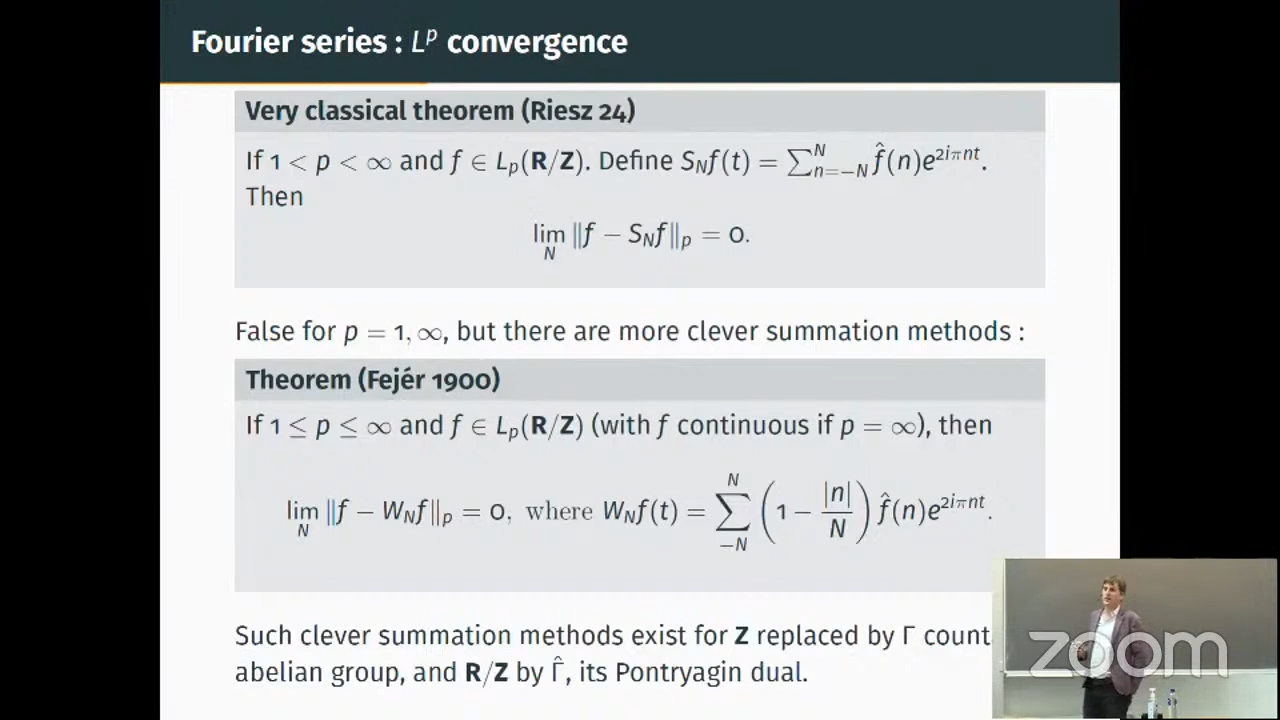 Fourier series : Lᵖ convergence
Very classical theorem (Riesz 24)
If 1 < p < ∞ and f ∈ Lₚ(R/Z). Define S_N f(t) = ∑_{n=−N}^{N} f̂(n)e^{2iπnt}.
Then
lim_N ‖f − S_N f‖_p = 0.
False for p = 1, ∞, but there are more clever summation methods :
Theorem (Fejér 1900)
If 1 ≤ p ≤ ∞ and f ∈ Lₚ(R/Z) (with f continuous if p = ∞), then
lim_N ‖f − W_N f‖_p = 0, where W_N f(t) = ∑_{−N}^{N} (1 − |n|/N) f̂(n)e^{2iπnt}.
Such clever summation methods exist for Z replaced by Γ count
abelian group, and R/Z by Γ̂, its Pontryagin dual.
zoom